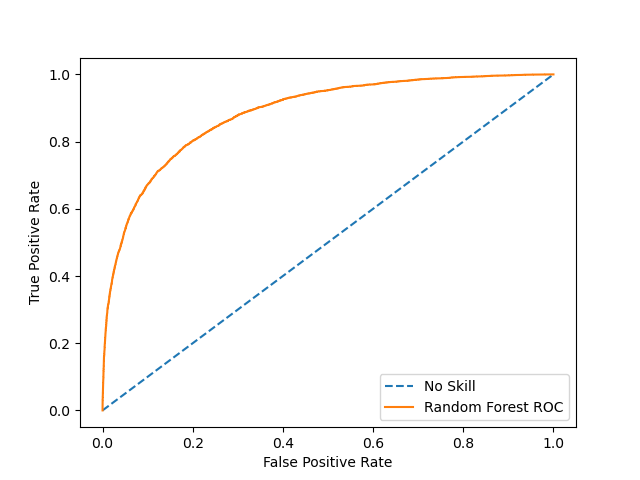 1.0
0.8
0.6
0.4
0.2
0.0
True Positive Rate
No Skill
Random Forest ROC
0.0 0.2 0.4 0.6 0.8 1.0
False Positive Rate